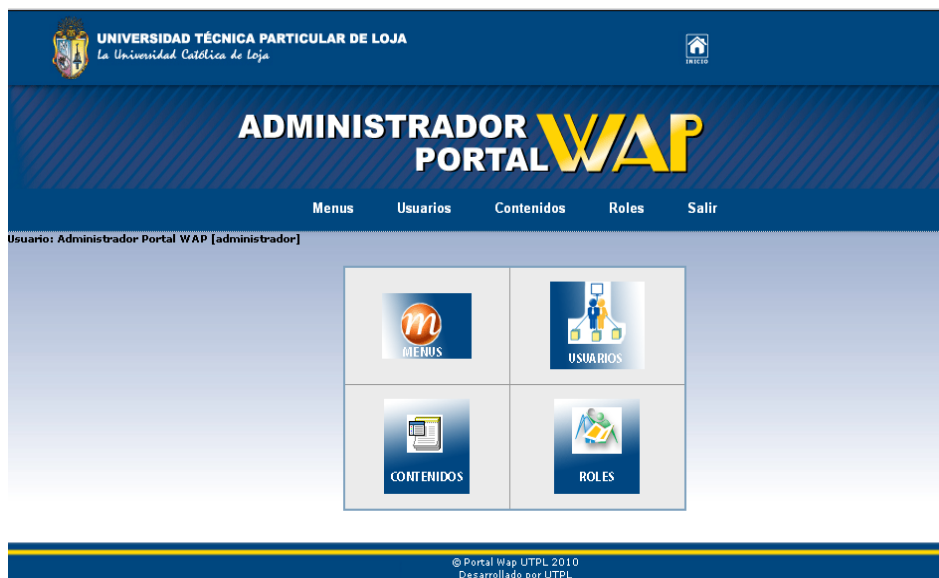 UNIVERSIDAD TÉCNICA PARTICULAR DE LOJA
La Universidad Católica de Loja
INICIO
ADMINISTRADOR
PORTAL WAP
Menus Usuarios Contenidos Roles Salir
Usuario: Administrador Portal WAP [administrador]
m
MENUS
USUARIOS
CONTENIDOS
ROLES
© Portal Wap UTPL 2010
Desarrollado por UTPL